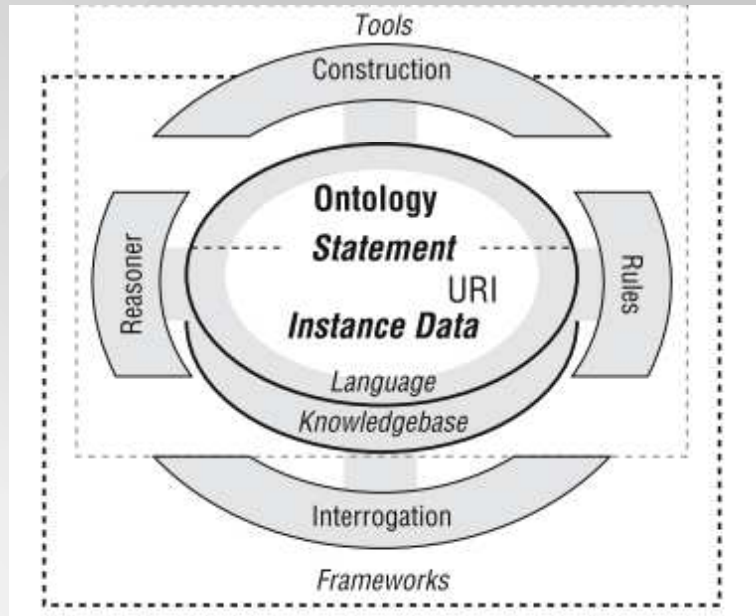 Tools
Construction
Ontology
Statement
URI
Instance Data
Reasoner
Rules
Language
Knowledgebase
Interrogation
Frameworks